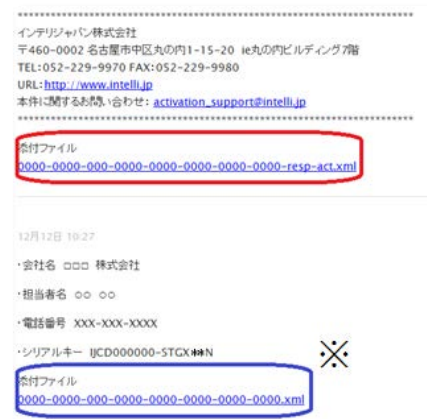 ****************************************************************************
インテリジャパン株式会社
〒460-0002 名古屋市中区丸の内1-15-20 ie丸の内ビルディング7階
TEL:052-229-9970 FAX:052-229-9980
URL:http://www.intelli.jp
本件に関するお問い合わせ: activation_support@intelli.jp
****************************************************************************
添付ファイル
0000-0000-000-0000-0000-0000-0000-0000-resp-act.xml
12月12日 10:27
・会社名 □□□ 株式会社
・担当者名 ○○ ○○
・電話番号 XXX-XXX-XXXX
・シリアルキー IJCD000000-STGX**N
※
添付ファイル
0000-0000-000-0000-0000-0000-0000-0000.xml